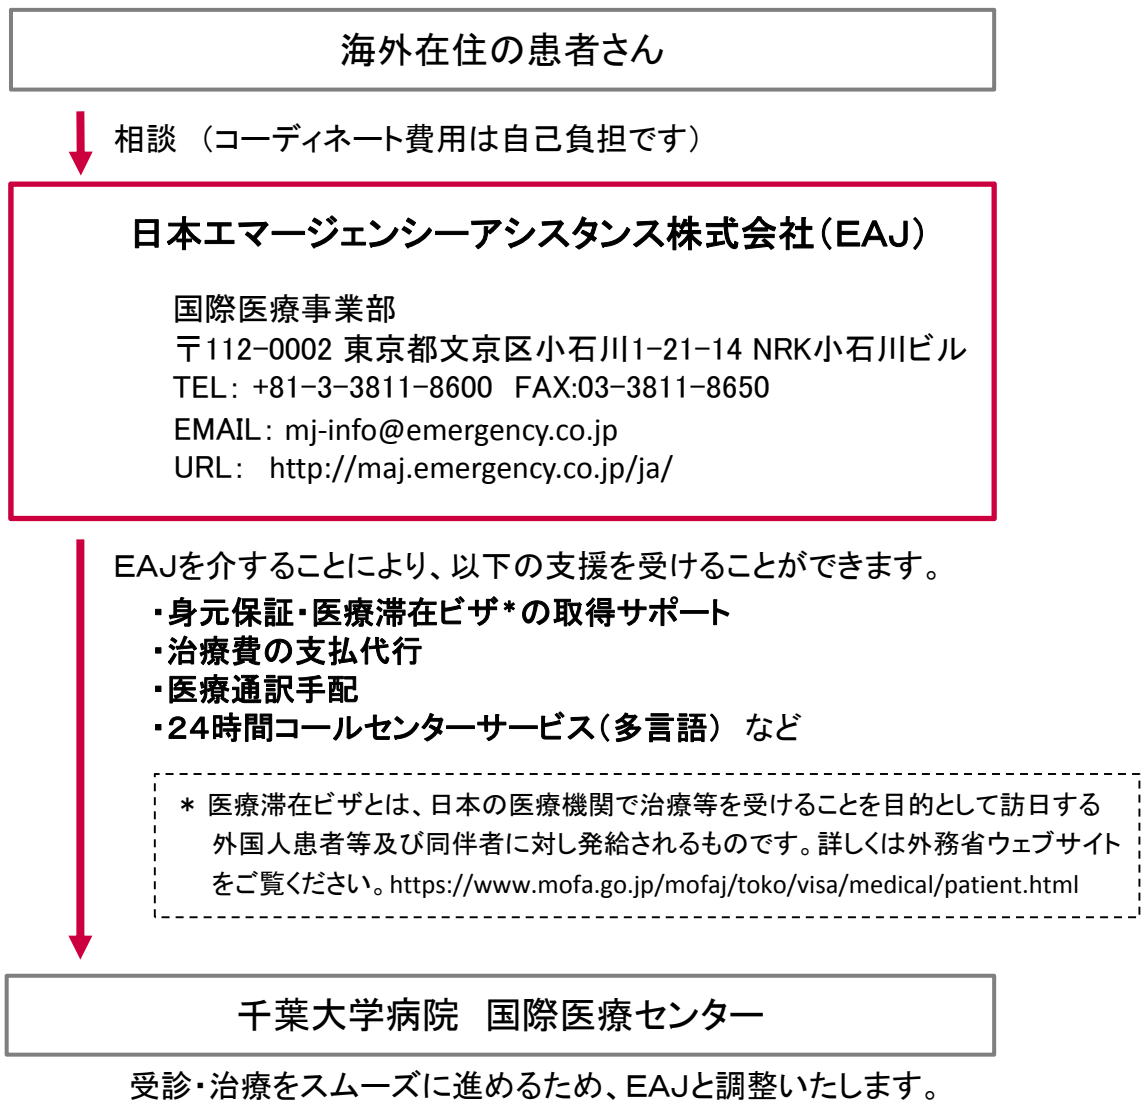 海外在住の患者さん
相談 （コーディネート費用は自己負担です）
日本エマージェンシーアシスタンス株式会社（EAJ）
国際医療事業部
〒112-0002 東京都文京区小石川1-21-14 NRK小石川ビル
TEL： +81-3-3811-8600 FAX:03-3811-8650
EMAIL： mj-info@emergency.co.jp
URL： http://maj.emergency.co.jp/ja/
EAJを介することにより、以下の支援を受けることができます。
・身元保証・医療滞在ビザ*の取得サポート
・治療費の支払代行
・医療通訳手配
・24時間コールセンターサービス（多言語） など
* 医療滞在ビザとは、日本の医療機関で治療等を受けることを目的として訪日する
外国人患者等及び同伴者に対し発給されるものです。詳しくは外務省ウェブサイト
をご覧ください。https://www.mofa.go.jp/mofaj/toko/visa/medical/patient.html
千葉大学病院 国際医療センター
受診・治療をスムーズに進めるため、EAJと調整いたします。